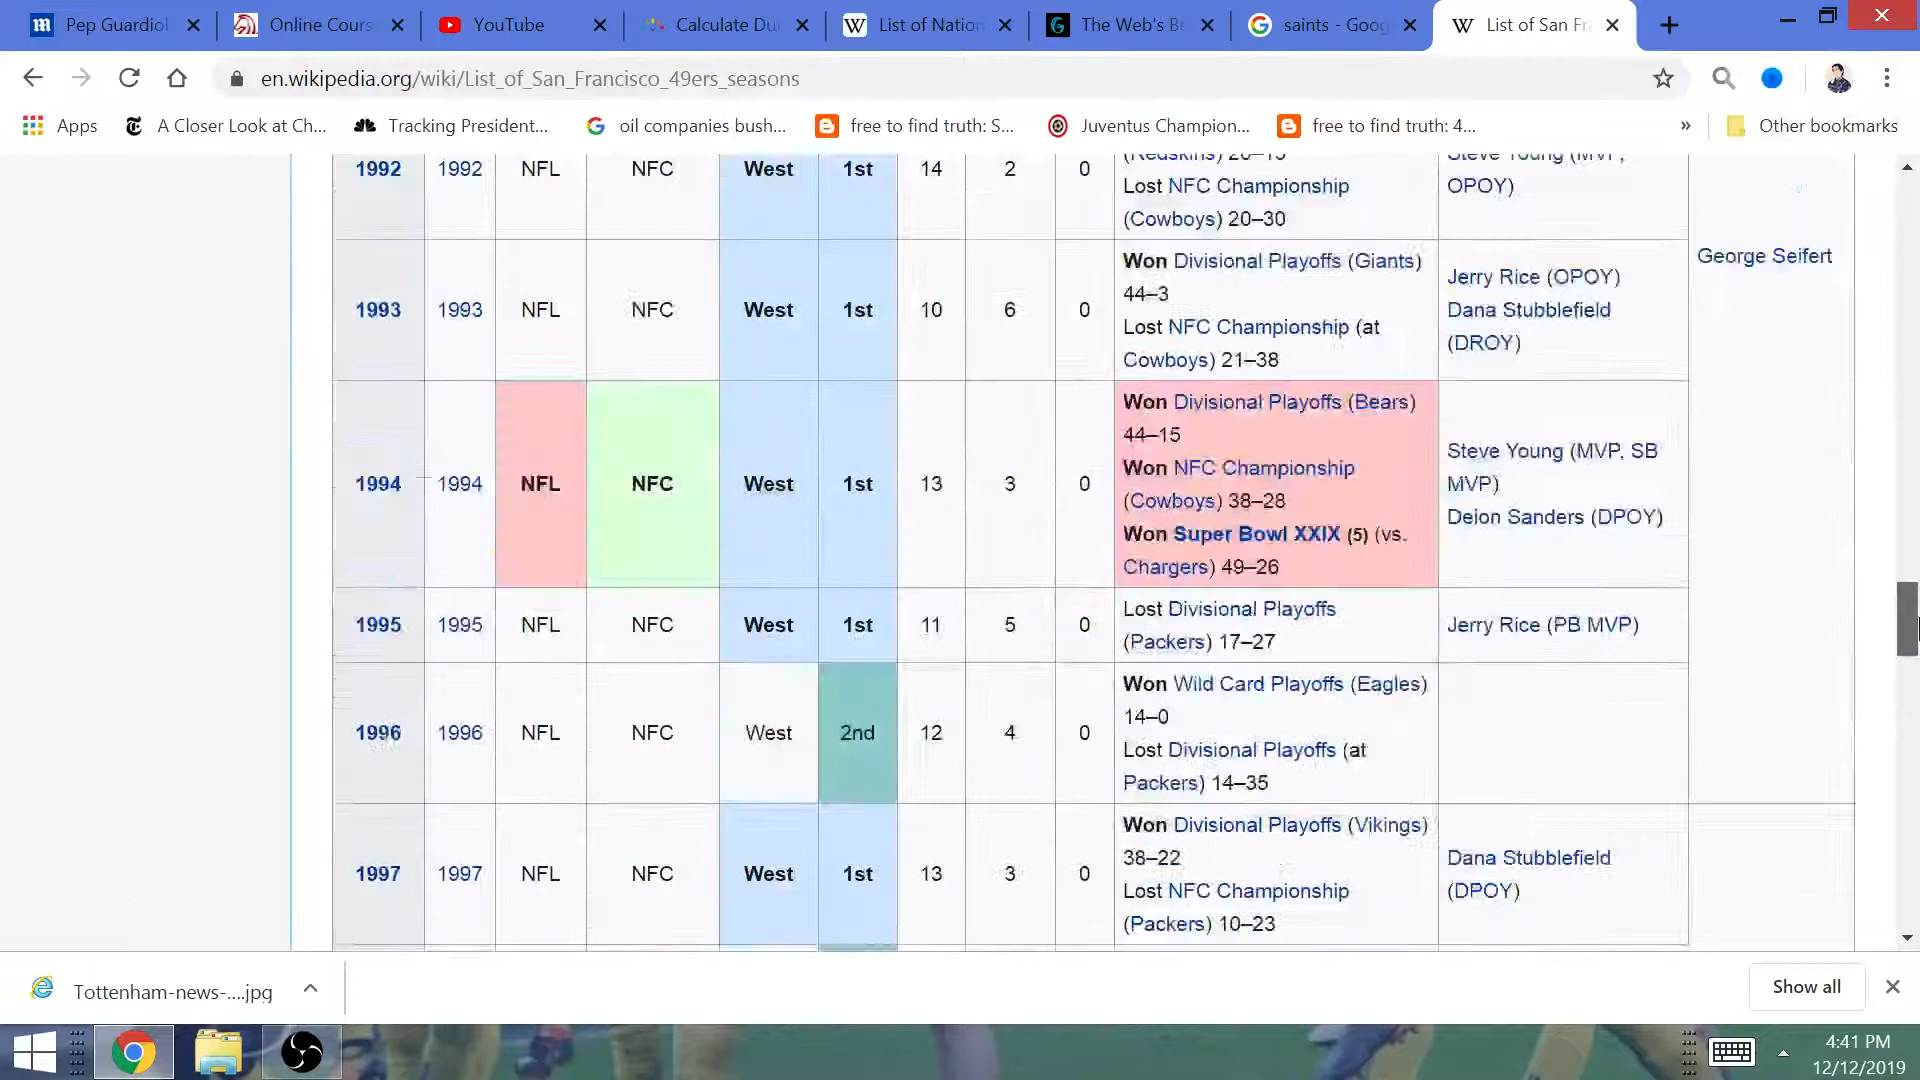 Pep Guardiol
Online Cours
YouTube
Calculate Du
List of Nation
The Web's Be
saints - Goog
List of San Fra
en.wikipedia.org/wiki/List_of_San_Francisco_49ers_seasons
Apps
A Closer Look at Ch...
Tracking President...
oil companies bush...
free to find truth: S...
Juventus Champion...
free to find truth: 4...
»
Other bookmarks
1992 1992 NFL NFC West 1st 14 2 0
Lost NFC Championship
(Cowboys) 20–30
OPOY)
George Seifert
1993 1993 NFL NFC West 1st 10 6 0
Won Divisional Playoffs (Giants)
44–3
Lost NFC Championship (at
Cowboys) 21–38
Jerry Rice (OPOY)
Dana Stubblefield
(DROY)
1994 1994 NFL NFC West 1st 13 3 0
Won Divisional Playoffs (Bears)
44–15
Won NFC Championship
(Cowboys) 38–28
Won Super Bowl XXIX (5) (vs.
Chargers) 49–26
Steve Young (MVP, SB
MVP)
Deion Sanders (DPOY)
1995 1995 NFL NFC West 1st 11 5 0
Lost Divisional Playoffs
(Packers) 17–27
Jerry Rice (PB MVP)
1996 1996 NFL NFC West 2nd 12 4 0
Won Wild Card Playoffs (Eagles)
14–0
Lost Divisional Playoffs (at
Packers) 14–35
1997 1997 NFL NFC West 1st 13 3 0
Won Divisional Playoffs (Vikings)
38–22
Lost NFC Championship
(Packers) 10–23
Dana Stubblefield
(DPOY)
Tottenham-news-....jpg
Show all
4:41 PM
12/12/2019